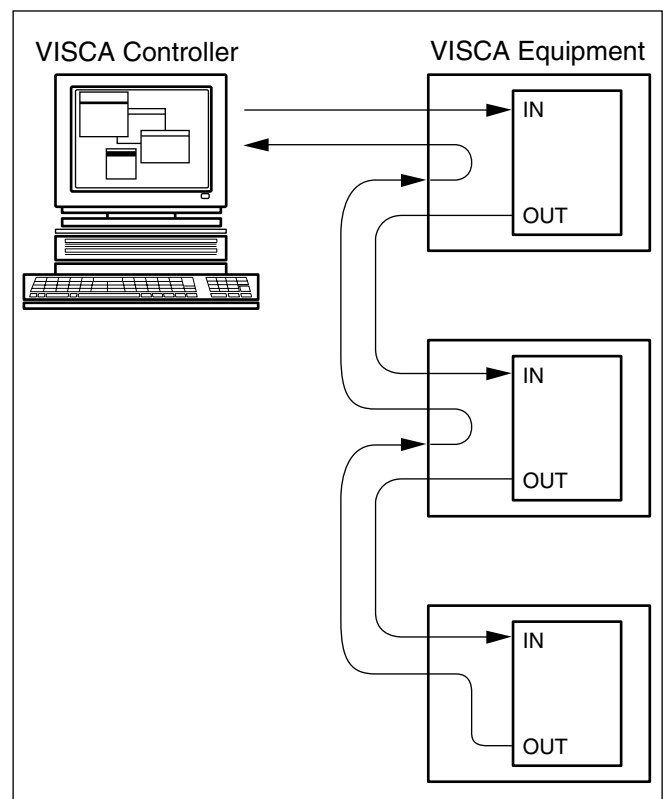 VISCA Controller
VISCA Equipment
IN
OUT
IN
OUT
IN
OUT